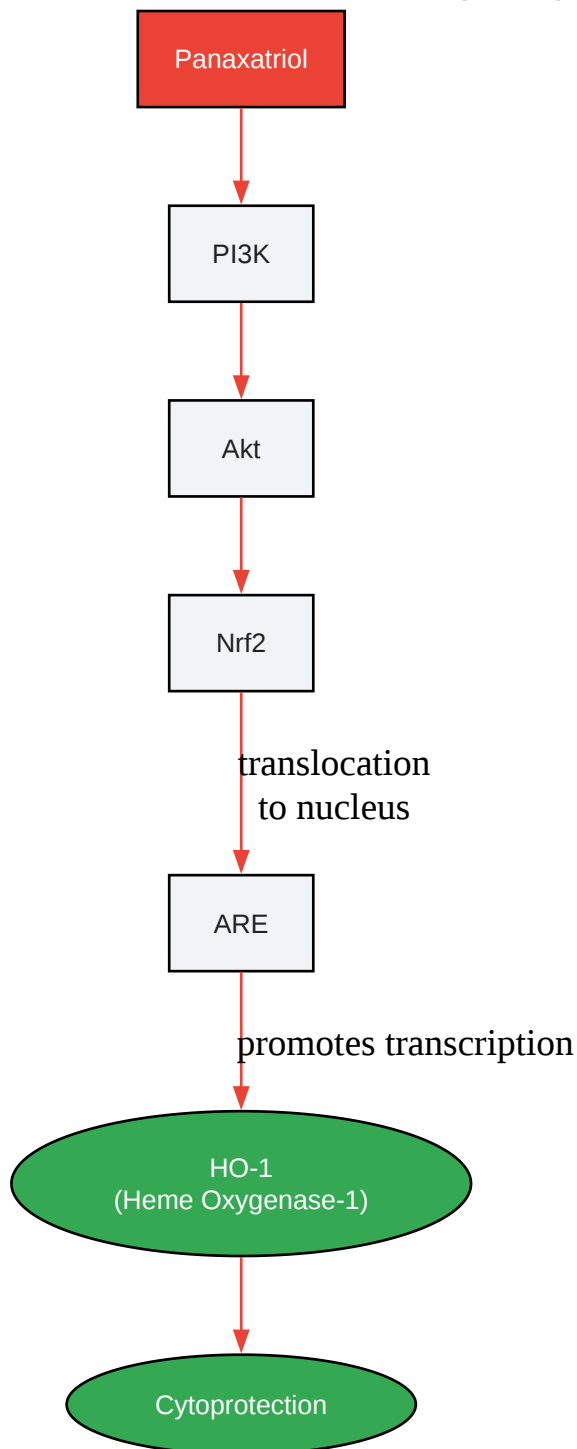 Panaxatriol
PI3K
Akt
Nrf2
translocation
to nucleus
ARE
promotes transcription
HO-1
(Heme Oxygenase-1)
Cytoprotection